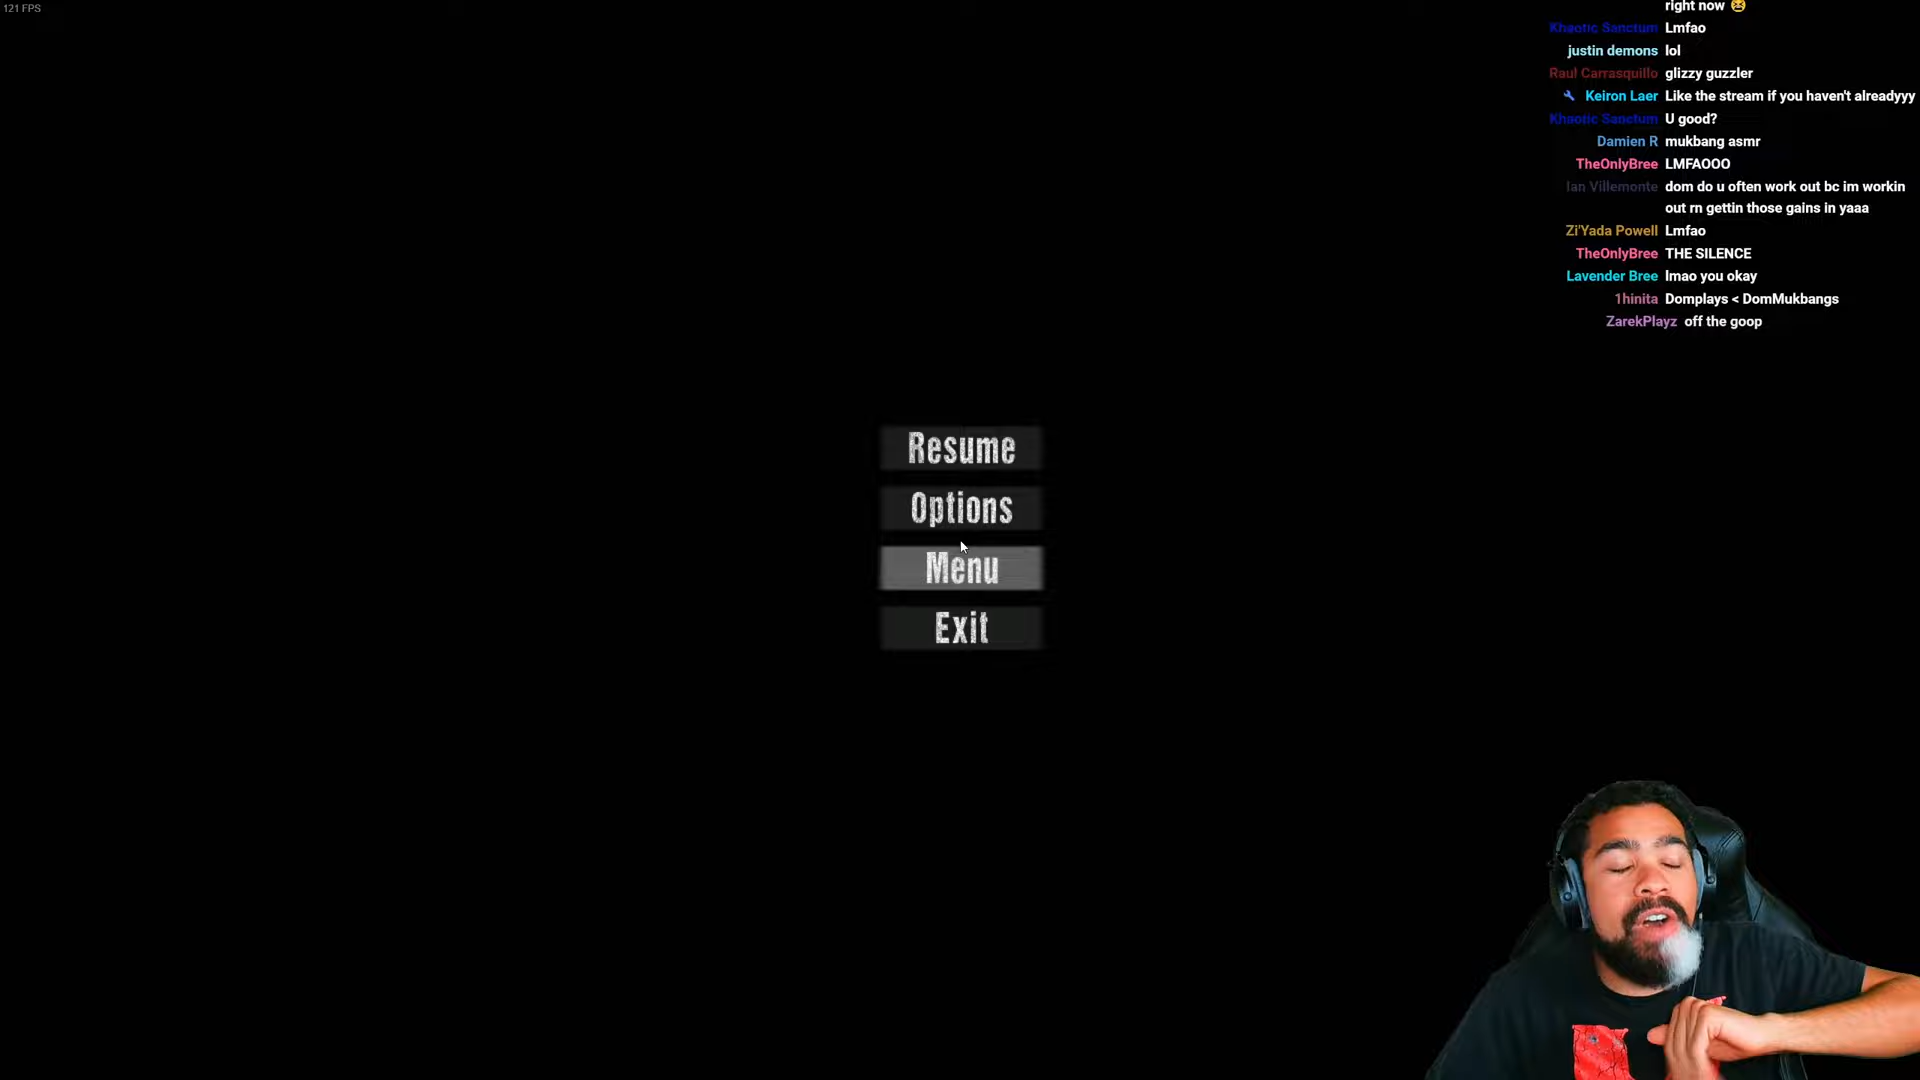 121 FPS
right now 😆
Khaotic Sanctum Lmfao
justin demons lol
Raul Carrasquillo glizzy guzzler
Keiron Laer Like the stream if you haven't alreadyyy
Khaotic Sanctum U good?
Damien R mukbang asmr
TheOnlyBree LMFAOOO
Ian Villemonte dom do u often work out bc im workin
out rn gettin those gains in yaaa
Zi'Yada Powell Lmfao
TheOnlyBree THE SILENCE
Lavender Bree lmao you okay
1hinita Domplays < DomMukbangs
ZarekPlayz off the goop
Resume
Options
Menu
Exit